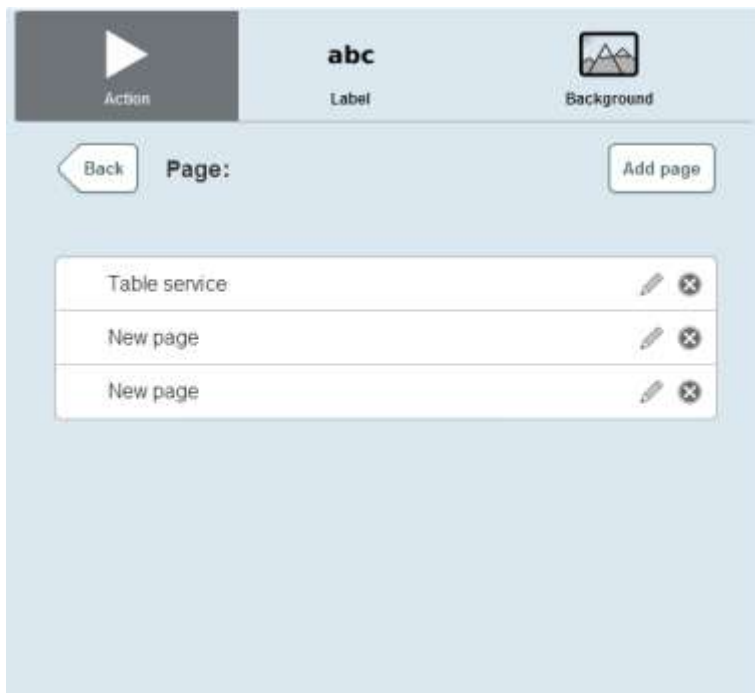 abc
Action Label Background
Back Page: Add page
Table service
New page
New page